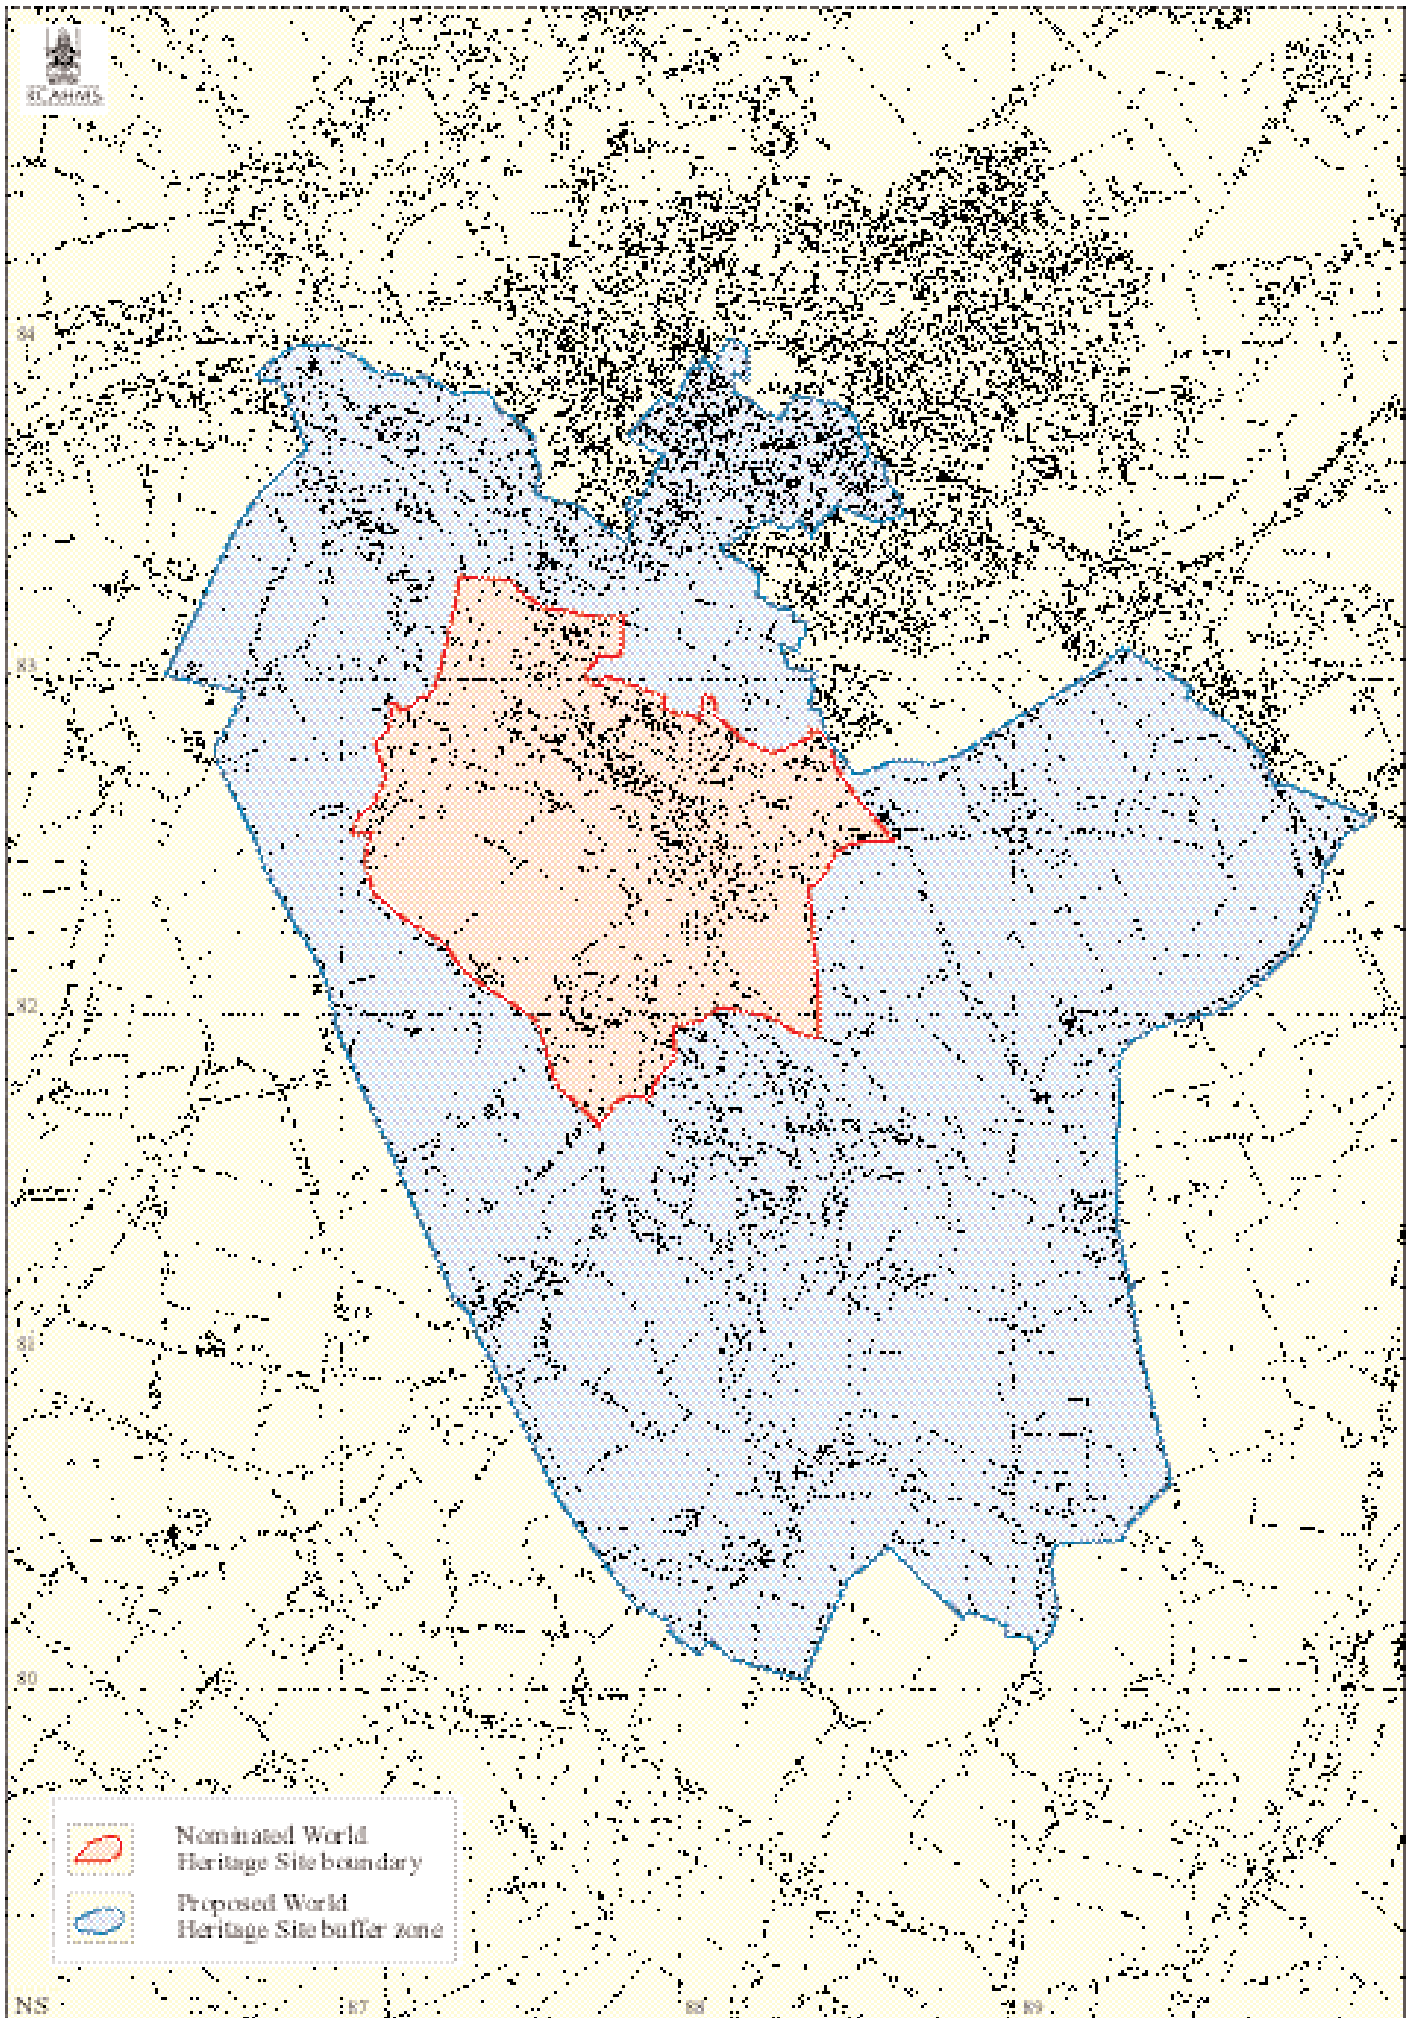 RCAHMS
84
83
82
81
80
Nominated World
Heritage Site boundary
Proposed World
Heritage Site buffer zone
NS
87
88
89